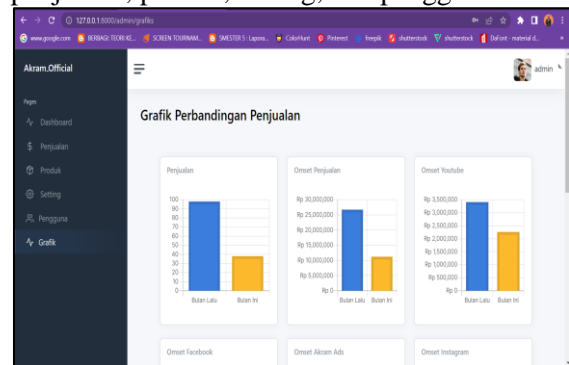 127.0.0.1:8000/admin/grafiks
www.google.com BERBAGI: TEORI KE... SCREEN TOURNAM... SMESTER 5 : Lapora... ColorHunt Pinterest freepik shutterstock shutterstock DaFont - material d...
Akram.Official
admin
Pages
Dashboard
Penjualan
Produk
Setting
Pengguna
Grafik
Grafik Perbandingan Penjualan
Penjualan
100
90
80
70
60
50
40
30
20
10
0
Bulan Lalu Bulan Ini
Omset Penjualan
Rp 30,000,000
Rp 25,000,000
Rp 20,000,000
Rp 15,000,000
Rp 10,000,000
Rp 5,000,000
Rp 0
Bulan Lalu Bulan Ini
Omset Youtube
Rp 3,500,000
Rp 3,000,000
Rp 2,500,000
Rp 2,000,000
Rp 1,500,000
Rp 1,000,000
Rp 500,000
Rp 0
Bulan Lalu Bulan Ini
Omset Facebook
Omset Akram Ads
Omset Instagram